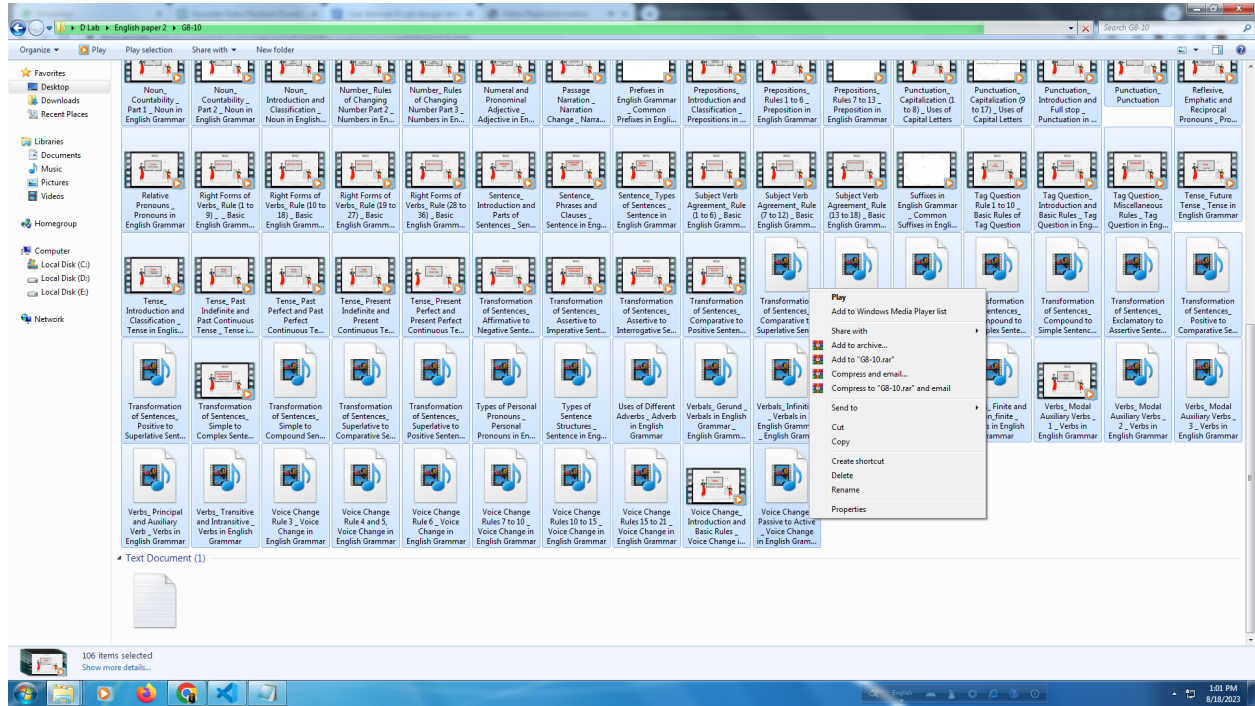 D Lab ▸ English paper 2 ▸ G8-10
Search G8-10
Organize
Play
Play selection
Share with
New folder
Favorites
Desktop
Downloads
Recent Places
Libraries
Documents
Music
Pictures
Videos
Homegroup
Computer
Local Disk (C:)
Local Disk (D:)
Local Disk (E:)
Network
Noun_
Countability _
Part 1 _ Noun in
English Grammar
Noun_
Countability _
Part 2 _ Noun in
English Grammar
Noun_
Introduction and
Classification _
Noun in English...
Number_ Rules
of Changing
Number Part 2 _
Numbers in En...
Number_ Rules
of Changing
Number Part 3 _
Numbers in En...
Numeral and
Pronominal
Adjective _
Adjective in En...
Passage
Narration _
Narration
Change _ Narra...
Prefixes in
English Grammar
_ Common
Prefixes in Engli...
Prepositions_
Introduction and
Classification _
Prepositions in ...
Prepositions_
Rules 1 to 6 _
Preposition in
English Grammar
Prepositions_
Rules 7 to 13 _
Preposition in
English Grammar
Punctuation_
Capitalization (1
to 8) _ Uses of
Capital Letters
Punctuation_
Capitalization (9
to 17) _ Uses of
Capital Letters
Punctuation_
Introduction and
Full stop _
Punctuation in ...
Punctuation_
Punctuation
Reflexive,
Emphatic and
Reciprocal
Pronouns _ Pro...
Relative
Pronouns _
Pronouns in
English Grammar
Right Forms of
Verbs_ Rule (1 to
9) _ _ Basic
English Gramm...
Right Forms of
Verbs_ Rule (10 to
18) _ Basic
English Gramm...
Right Forms of
Verbs_ Rule (19 to
27) _ Basic
English Gramm...
Right Forms of
Verbs_ Rule (28 to
36) _ Basic
English Gramm...
Sentence_
Introduction and
Parts of
Sentences _ Sen...
Sentence_
Phrases and
Clauses _
Sentence in Eng...
Sentence_ Types
of Sentences _
Sentence in
English Grammar
Subject Verb
Agreement_ Rule
(1 to 6) _ Basic
English Gramm...
Subject Verb
Agreement_ Rule
(7 to 12) _ Basic
English Gramm...
Subject Verb
Agreement_ Rule
(13 to 18) _ Basic
English Gramm...
Suffixes in
English Grammar
_ Common
Suffixes in Engli...
Tag Question
Rule 1 to 10 _
Basic Rules of
Tag Question
Tag Question_
Introduction and
Basic Rules _ Tag
Question in Eng...
Tag Question_
Miscellaneous
Rules _ Tag
Question in Eng...
Tense_ Future
Tense _ Tense in
English Grammar
Tense_
Introduction and
Classification _
Tense in Englis...
Tense_ Past
Indefinite and
Past Continuous
Tense _ Tense i...
Tense_ Past
Perfect and Past
Perfect
Continuous Te...
Tense_ Present
Indefinite and
Present
Continuous Te...
Tense_ Present
Perfect and
Present Perfect
Continuous Te...
Transformation
of Sentences_
Affirmative to
Negative Sente...
Transformation
of Sentences_
Assertive to
Imperative Sent...
Transformation
of Sentences_
Assertive to
Interrogative Se...
Transformation
of Sentences_
Comparative to
Positive Senten...
Transformatio
of Sentences_
Comparative t
Superlative Sen
Transformation
of Sentences_
Compound to
Simple Sentenc...
Transformation
of Sentences_
Exclamatory to
Assertive Sente...
Transformation
of Sentences_
Positive to
Comparative Se...
Transformation
of Sentences_
Positive to
Superlative Sent...
Transformation
of Sentences_
Simple to
Complex Sente...
Transformation
of Sentences_
Simple to
Compound Sen...
Transformation
of Sentences_
Superlative to
Comparative Se...
Transformation
of Sentences_
Superlative to
Positive Senten...
Types of Personal
Pronouns _
Personal
Pronouns in En...
Types of
Sentence
Structures _
Sentence in Eng...
Uses of Different
Adverbs _ Adverb
in English
Grammar
Verbals_ Gerund _
Verbals in English
Grammar _
English Gramm...
Verbals_ Infiniti
_ Verbals in
English Gramm
_ English Gram
_ Finite and
n_finite _
s in English
rammar
Verbs_ Modal
Auxiliary Verbs _
1 _ Verbs in
English Grammar
Verbs_ Modal
Auxiliary Verbs _
2 _ Verbs in
English Grammar
Verbs_ Modal
Auxiliary Verbs _
3 _ Verbs in
English Grammar
Verbs_ Principal
and Auxiliary
Verb _ Verbs in
English Grammar
Verbs_ Transitive
and Intransitive _
Verbs in English
Grammar
Voice Change
Rule 3 _ Voice
Change in
English Grammar
Voice Change
Rule 4 and 5_
Voice Change in
English Grammar
Voice Change
Rule 6 _ Voice
Change in
English Grammar
Voice Change
Rules 7 to 10 _
Voice Change in
English Grammar
Voice Change
Rules 10 to 15 _
Voice Change in
English Grammar
Voice Change
Rules 15 to 21 _
Voice Change in
English Grammar
Voice Change_
Introduction and
Basic Rules _
Voice Change i...
Voice Change
Passive to Active
_ Voice Change
in English Gram...
Play
Add to Windows Media Player list
Share with
Add to archive...
Add to "G8-10.rar"
Compress and email...
Compress to "G8-10.rar" and email
Send to
Cut
Copy
Create shortcut
Delete
Rename
Properties
Text Document (1)
106 items selected
Show more details...
English
1:01 PM
8/18/2023